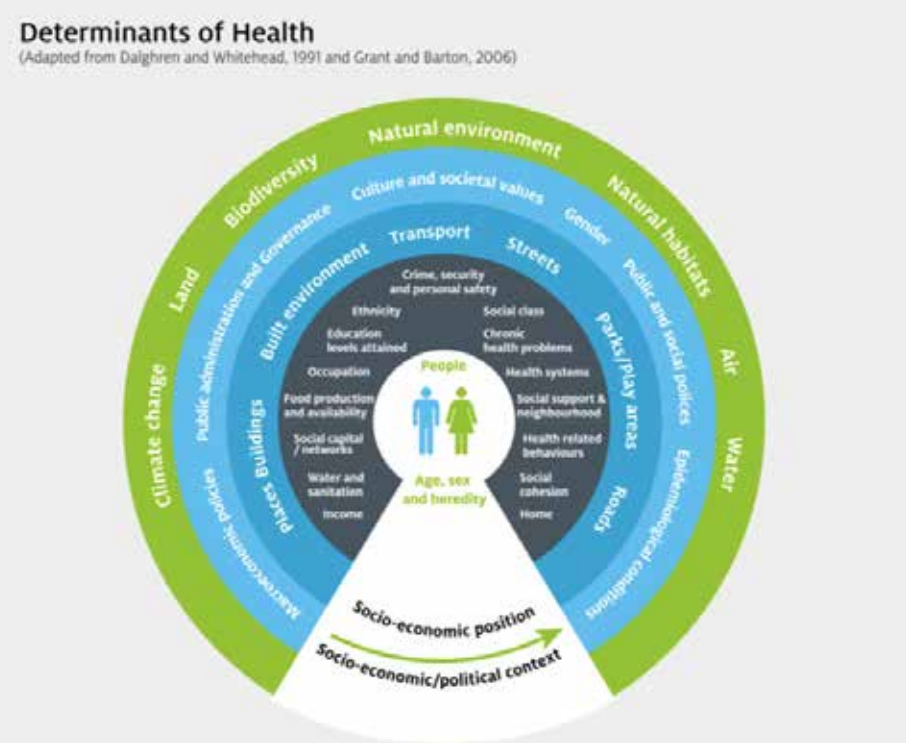 Determinants of Health
(Adapted from Dalghren and Whitehead, 1991 and Grant and Barton, 2006)
Natural environment
Biodiversity
Natural habitats
Land
Air
Climate change
Water
Culture and societal values
Gender
Public administration and Governance
Public and social polices
Macroeconomic policies
Epidemiological conditions
Transport
Streets
Built environment
Parks/play areas
Buildings
Places
Roads
Crime, security
and personal safety
Ethnicity
Social class
Education
levels attained
Chronic
health problems
Occupation
Health systems
Food production
and availability
Social support &
neighbourhood
Social capital
/ networks
Health related
behaviours
Water and
sanitation
Social
cohesion
Income
Home
People
Age, sex
and heredity
Socio-economic position
Socio-economic/political context